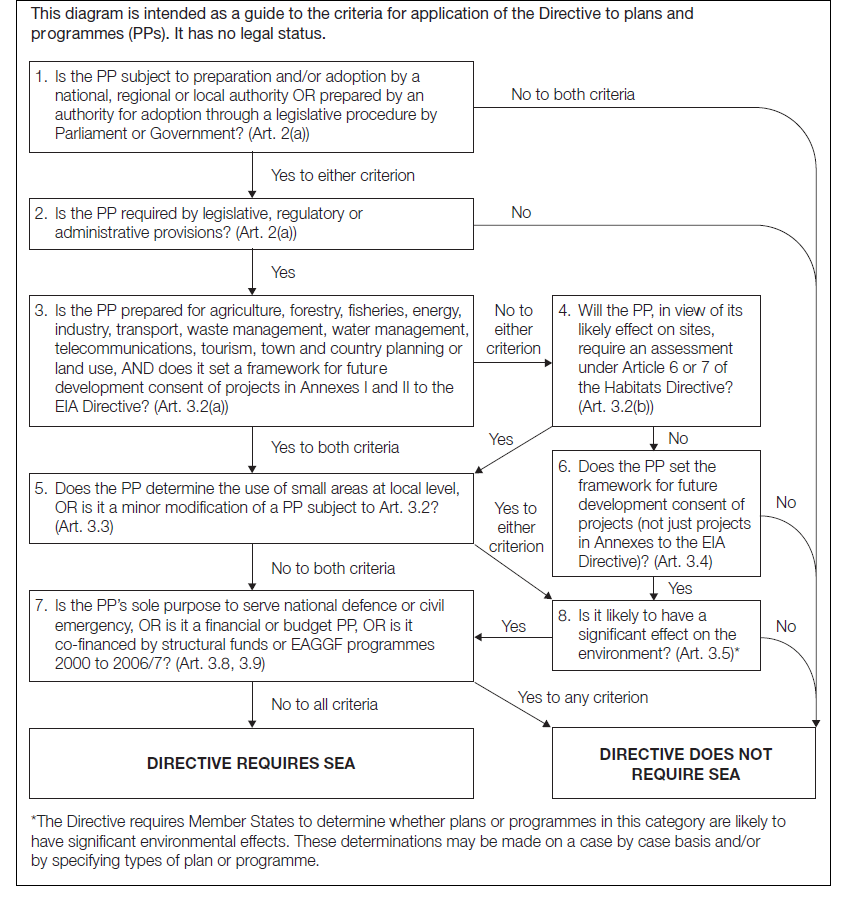 This diagram is intended as a guide to the criteria for application of the Directive to plans and
programmes (PPs). It has no legal status.
1. Is the PP subject to preparation and/or adoption by a
national, regional or local authority OR prepared by an
authority for adoption through a legislative procedure by
Parliament or Government? (Art. 2(a))
No to both criteria
Yes to either criterion
2. Is the PP required by legislative, regulatory or
administrative provisions? (Art. 2(a))
No
Yes
3. Is the PP prepared for agriculture, forestry, fisheries, energy,
industry, transport, waste management, water management,
telecommunications, tourism, town and country planning or
land use, AND does it set a framework for future
development consent of projects in Annexes I and II to the
EIA Directive? (Art. 3.2(a))
No to
either
criterion
4. Will the PP, in view of its
likely effect on sites,
require an assessment
under Article 6 or 7 of
the Habitats Directive?
(Art. 3.2(b))
Yes to both criteria
Yes
No
5. Does the PP determine the use of small areas at local level,
OR is it a minor modification of a PP subject to Art. 3.2?
(Art. 3.3)
Yes to
either
criterion
6. Does the PP set the
framework for future
development consent of
projects (not just projects
in Annexes to the EIA
Directive)? (Art. 3.4)
No
No to both criteria
Yes
7. Is the PP's sole purpose to serve national defence or civil
emergency, OR is it a financial or budget PP, OR is it
co-financed by structural funds or EAGGF programmes
2000 to 2006/7? (Art. 3.8, 3.9)
Yes
8. Is it likely to have a
significant effect on the
environment? (Art. 3.5)*
No
No to all criteria
Yes to any criterion
DIRECTIVE REQUIRES SEA
DIRECTIVE DOES NOT
REQUIRE SEA
*The Directive requires Member States to determine whether plans or programmes in this category are likely to
have significant environmental effects. These determinations may be made on a case by case basis and/or
by specifying types of plan or programme.